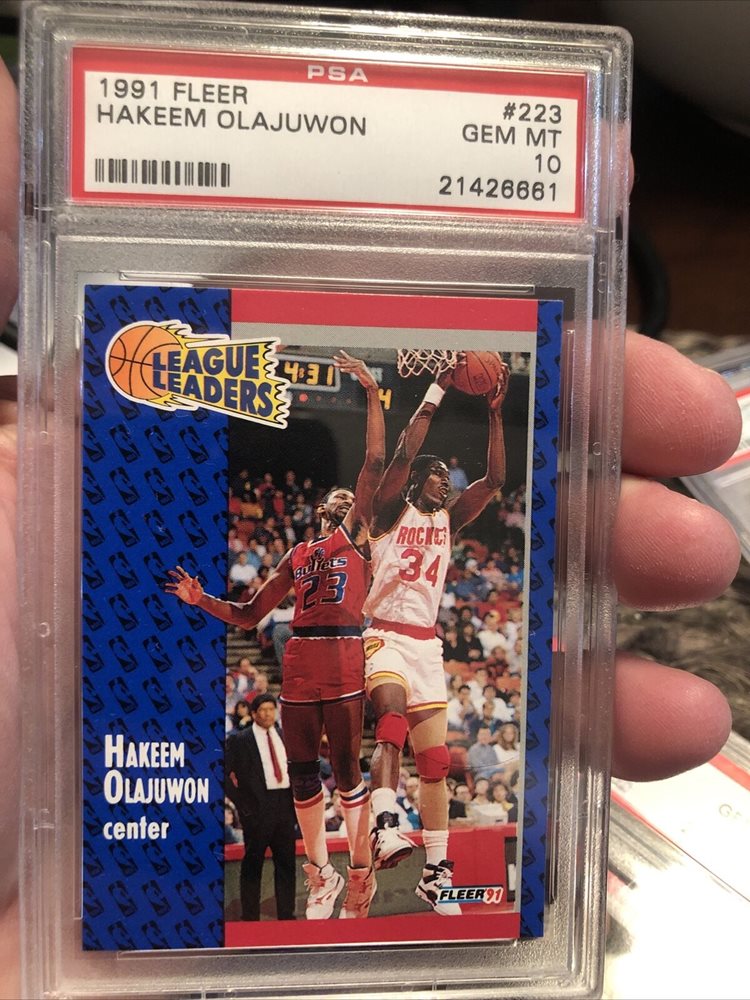 PSA
1991 FLEER #223
HAKEEM OLAJUWON GEM MT
10
21426661
LEAGUE
LEADERS
4:31
4
ROCKETS
34
Bullets
23
HAKEEM
OLAJUWON
center
FLEER '91